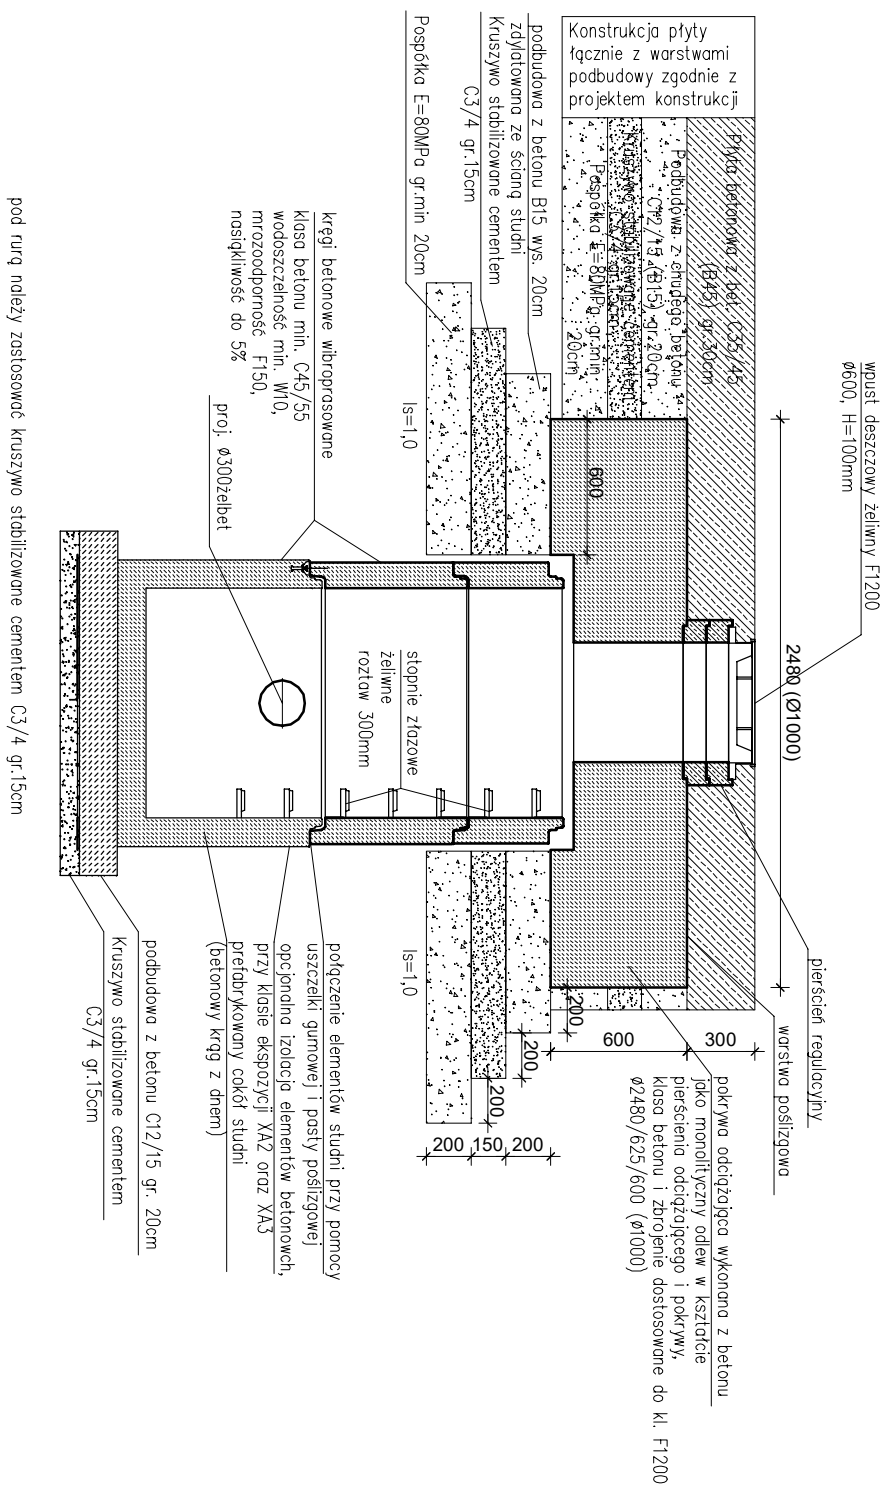 Konstrukcja płyty
łącznie z warstwami
podbudowy zgodnie z
projektem konstrukcji
wpust deszczowy żeliwny F1200
ø600, H=100mm
Płyta betonowa z bet C35/45
(B45) gr.30cm
Podbudowa z chudego betonu
C12/15 (B15) gr.20cm
Kruszywo stabilizowane cementem
C3/4 gr.15cm
Pospółka E=80MPa gr.min
20cm
podbudowa z betonu B15 wys. 20cm
zdylatowana ze ścianą studni
Kruszywo stabilizowane cementem
C3/4 gr.15cm
Pospółka E=80MPa gr.min 20cm
Is=1,0
600
2480 (Ø1000)
kręgi betonowe wibroprasowane
klasa betonu min. C45/55
wodoszczelność min. W10,
mrozoodporność F150,
nasiąkliwość do 5%
proj. Ø300żelbet
stopnie złazowe
żeliwne
roztaw 300mm
pierścień regulacyjny
warstwa poślizgowa
pokrywa odciążająca wykonana z betonu
jako monolityczny odlew w kształcie
pierścienia odciążającego i pokrywy,
klasa betonu i zbrojenie dostosowane do kl. F1200
ø2480/625/600 (ø1000)
300
600
200
200
200
200
150
200
Is=1,0
połączenie elementów studni przy pomocy
uszczelki gumowej i pasty poślizgowej
opcjonalna izolacja elementów betonowch,
przy klasie ekspozycji XA2 oraz XA3
prefabrykowany cokół studni
(betonowy krąg z dnem)
podbudowa z betonu C12/15 gr. 20cm
Kruszywo stabilizowane cementem
C3/4 gr.15cm
pod rurą należy zastosować kruszywo stabilizowane cementem C3/4 gr.15cm